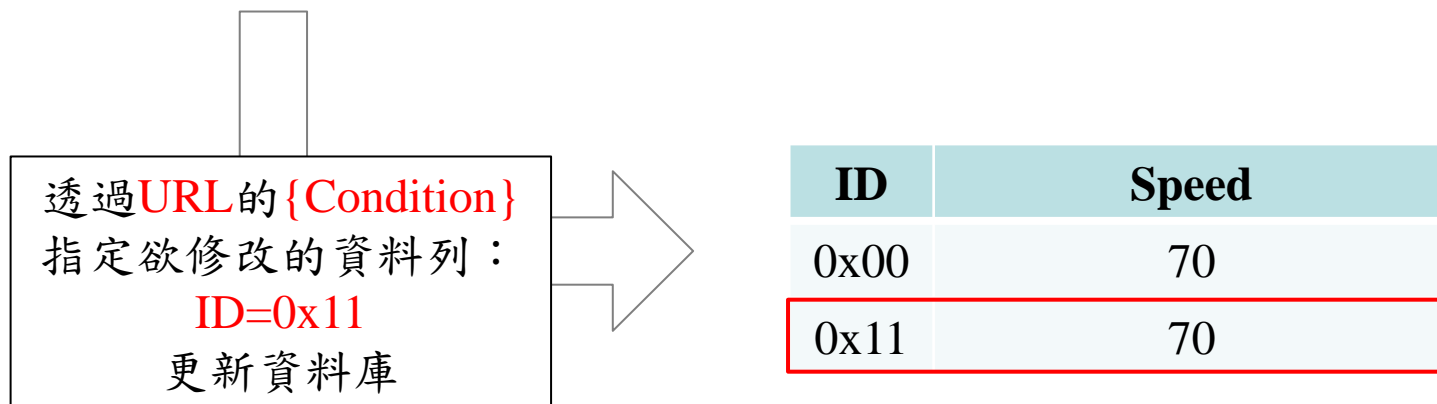 透過URL的{Condition}
指定欲修改的資料列：
ID=0x11
更新資料庫
ID Speed
0x00 70
0x11 70